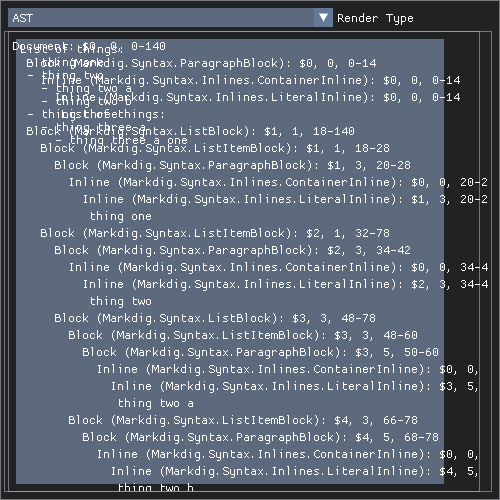 AST
Render Type
Document: $0, 0, 0-140
List of things:
Block (Markdig.Syntax.ParagraphBlock): $0, 0, 0-14
- thing one
- thing two
Inline (Markdig.Syntax.Inlines.ContainerInline): $0, 0, 0-14
- thing two a
Inline (Markdig.Syntax.Inlines.LiteralInline): $0, 0, 0-14
- thing two b
List of things:
- thing three
Block (Markdig.Syntax.ListBlock): $1, 1, 18-140
- thing three a one
Block (Markdig.Syntax.ListItemBlock): $1, 1, 18-28
Block (Markdig.Syntax.ParagraphBlock): $1, 3, 20-28
Inline (Markdig.Syntax.Inlines.ContainerInline): $0, 0, 20-2
Inline (Markdig.Syntax.Inlines.LiteralInline): $1, 3, 20-2
thing one
Block (Markdig.Syntax.ListItemBlock): $2, 1, 32-78
Block (Markdig.Syntax.ParagraphBlock): $2, 3, 34-42
Inline (Markdig.Syntax.Inlines.ContainerInline): $0, 0, 34-4
Inline (Markdig.Syntax.Inlines.LiteralInline): $2, 3, 34-4
thing two
Block (Markdig.Syntax.ListBlock): $3, 3, 48-78
Block (Markdig.Syntax.ListItemBlock): $3, 3, 48-60
Block (Markdig.Syntax.ParagraphBlock): $3, 5, 50-60
Inline (Markdig.Syntax.Inlines.ContainerInline): $0, 0,
Inline (Markdig.Syntax.Inlines.LiteralInline): $3, 5,
thing two a
Block (Markdig.Syntax.ListItemBlock): $4, 3, 66-78
Block (Markdig.Syntax.ParagraphBlock): $4, 5, 68-78
Inline (Markdig.Syntax.Inlines.ContainerInline): $0, 0,
Inline (Markdig.Syntax.Inlines.LiteralInline): $4, 5,
thing two b